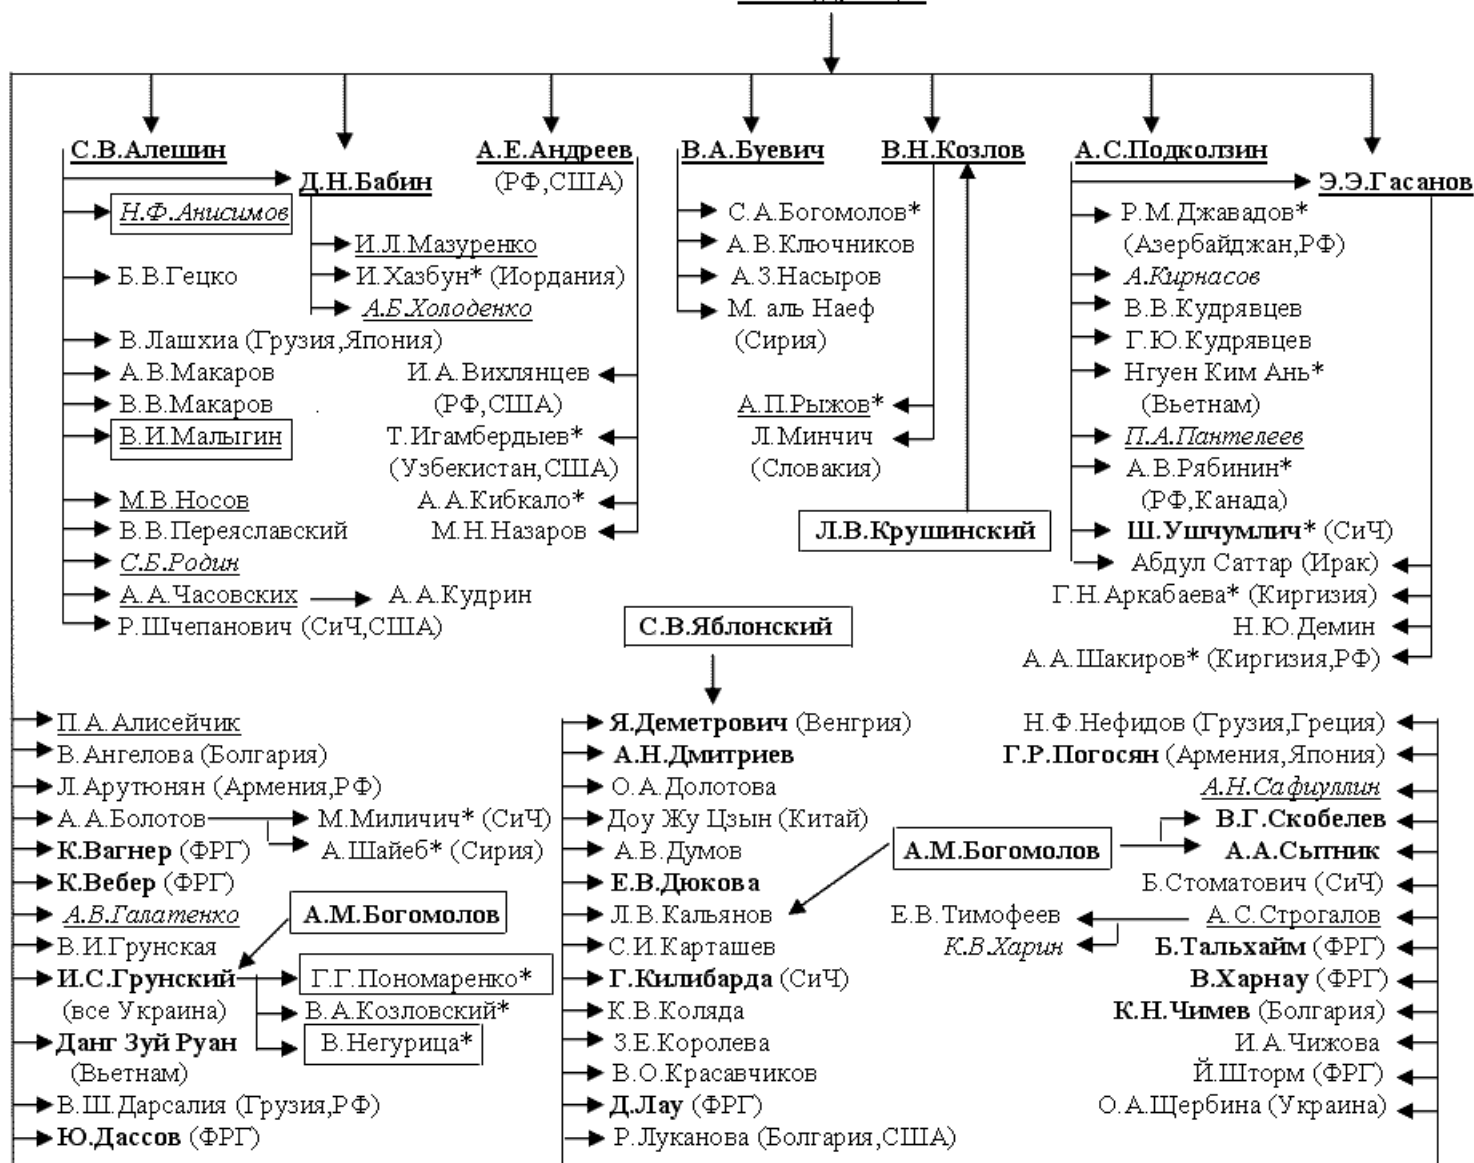 С.В.Алешин
А.Е.Андреев
В.А.Буевич
В.Н.Козлов
А.С.Подколзин
Д.Н.Бабин
(РФ,США)
Э.Э.Гасанов
Н.Ф.Анисимов
С.А.Богомолов*
Р.М.Джавадов*
И.Л.Мазуренко
А.В.Ключников
(Азербайджан,РФ)
Б.В.Гецко
И.Хазбун* (Иордания)
А.З.Насыров
А.Кирнасов
А.Б.Холоденко
М. аль Наеф
В.В.Кудрявцев
В.Лашхиа (Грузия,Япония)
(Сирия)
Г.Ю.Кудрявцев
А.В.Макаров
И.А.Вихлянцев
Нгуен Ким Ань*
В.В.Макаров
(РФ,США)
А.П.Рыжов*
(Вьетнам)
В.И.Малыгин
Т.Игамбердыев*
Л.Минчич
П.А.Пантелеев
(Узбекистан,США)
(Словакия)
А.В.Рябинин*
М.В.Носов
А.А.Кибкало*
(РФ,Канада)
В.В.Переяславский
М.Н.Назаров
Л.В.Крушинский
Ш.Ушчумлич* (СиЧ)
С.Б.Родин
Абдул Саттар (Ирак)
А.А.Часовских
А.А.Кудрин
Г.Н.Аркабаева* (Киргизия)
Р.Шчепанович (СиЧ,США)
С.В.Яблонский
Н.Ю.Демин
А.А.Шакиров* (Киргизия,РФ)
П.А.Алисейчик
Я.Деметрович (Венгрия)
Н.Ф.Нефидов (Грузия,Греция)
В.Ангелова (Болгария)
А.Н.Дмитриев
Г.Р.Погосян (Армения,Япония)
Л.Арутюнян (Армения,РФ)
О.А.Долотова
А.Н.Сафиуллин
А.А.Болотов
М.Миличич* (СиЧ)
Доу Жу Цзын (Китай)
В.Г.Скобелев
К.Вагнер (ФРГ)
А.Шайеб* (Сирия)
А.В.Думов
А.М.Богомолов
А.А.Сытник
К.Вебер (ФРГ)
Е.В.Дюкова
Б.Стоматович (СиЧ)
А.В.Галатенко
А.М.Богомолов
Л.В.Кальянов
Е.В.Тимофеев
А.С.Строгалов
В.И.Грунская
С.И.Карташев
К.В.Харин
Б.Тальхайм (ФРГ)
И.С.Грунский
Г.Г.Пономаренко*
Г.Килибарда (СиЧ)
В.Харнау (ФРГ)
(все Украина)
В.А.Козловский*
К.В.Коляда
К.Н.Чимев (Болгария)
Данг Зуй Руан
В.Негурица*
З.Е.Королева
И.А.Чижова
(Вьетнам)
В.О.Красавчиков
Й.Шторм (ФРГ)
В.Ш.Дарсалия (Грузия,РФ)
Д.Лау (ФРГ)
О.А.Щербина (Украина)
Ю.Дассов (ФРГ)
Р.Луканова (Болгария,США)